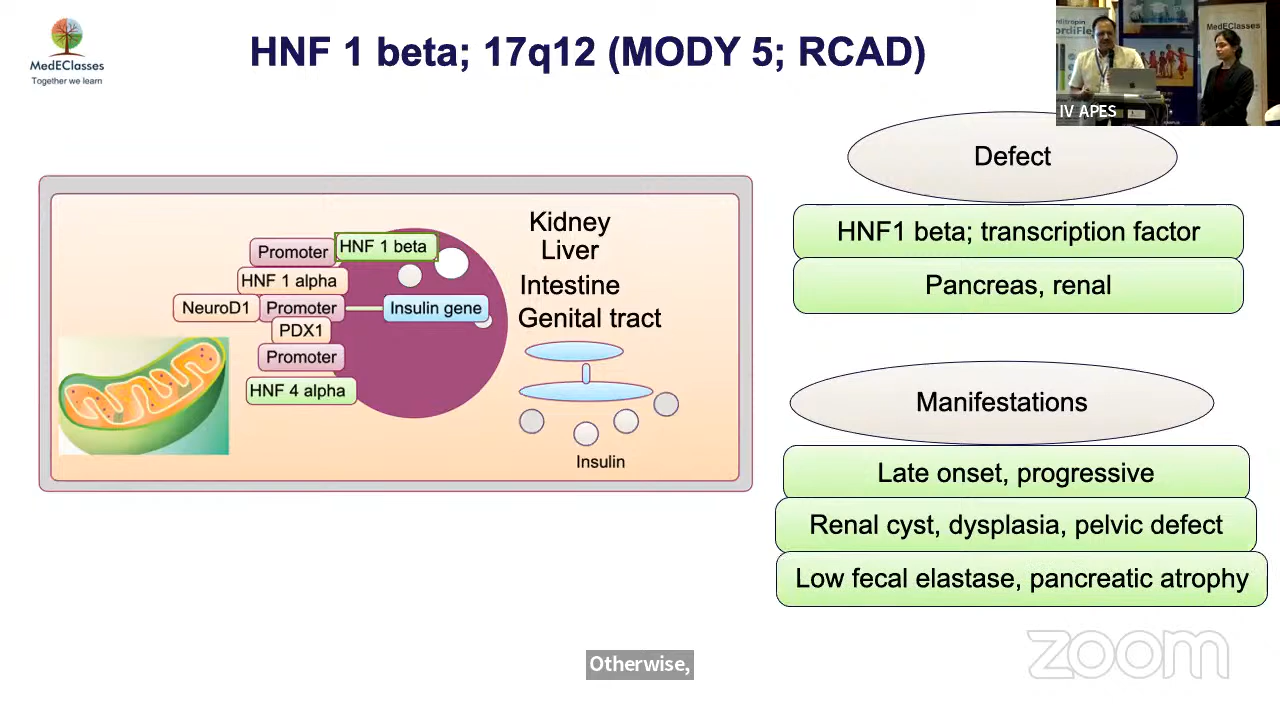 MedEClasses
Together we learn
HNF 1 beta; 17q12 (MODY 5; RCAD)
MedEClasses
IV APES
Defect
HNF1 beta; transcription factor
Pancreas, renal
Kidney
Liver
Intestine
Genital tract
Promoter
HNF 1 beta
HNF 1 alpha
NeuroD1
Promoter
Insulin gene
PDX1
Promoter
HNF 4 alpha
Insulin
Manifestations
Late onset, progressive
Renal cyst, dysplasia, pelvic defect
Low fecal elastase, pancreatic atrophy
Otherwise,
zoom